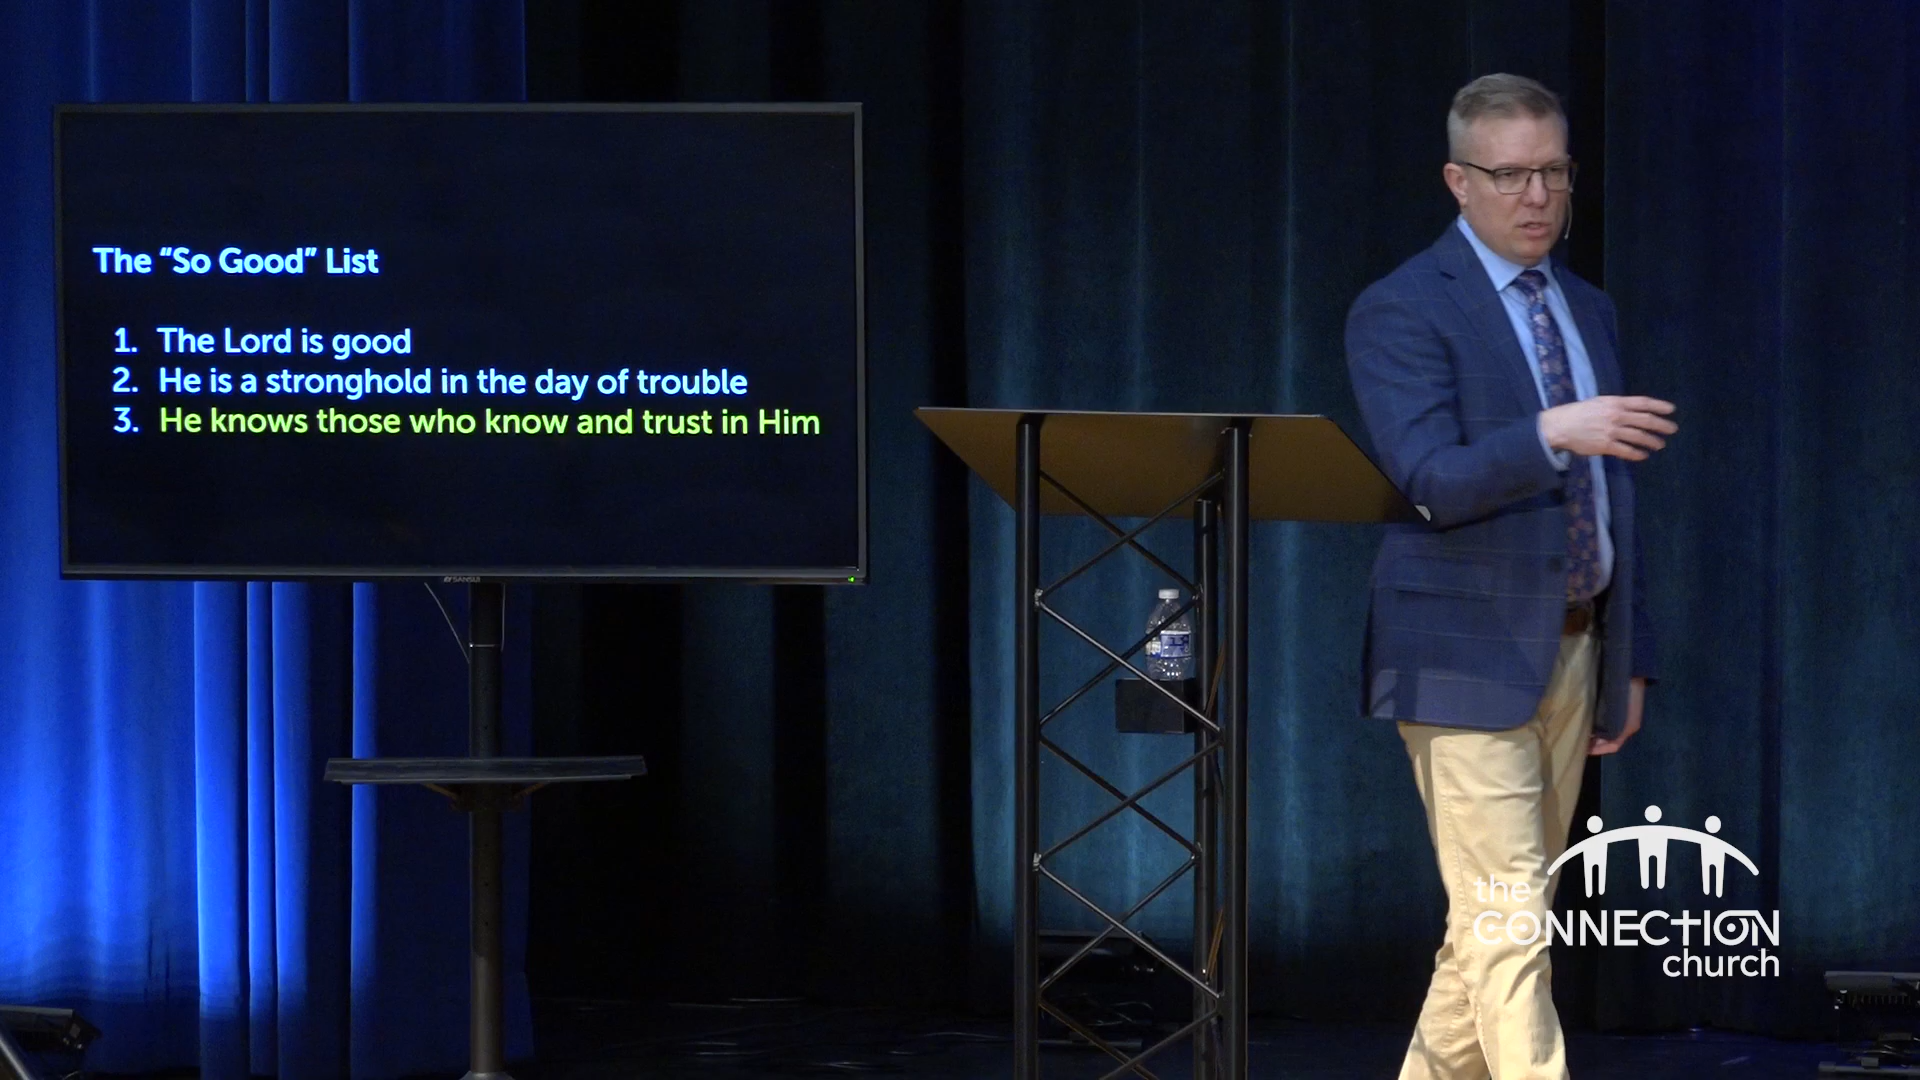 The “So Good” List
1. The Lord is good
2. He is a stronghold in the day of trouble
3. He knows those who know and trust in Him
SANSUI
the
CONNECTION
church